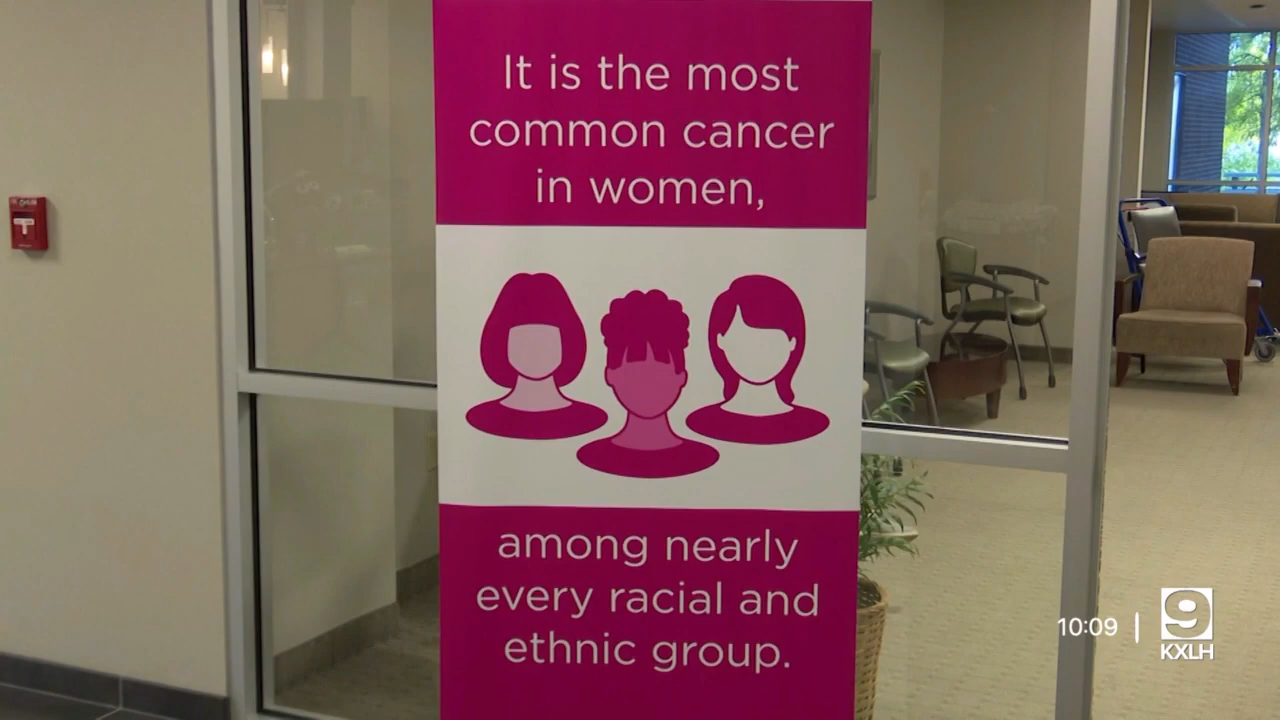 It is the most
common cancer
in women,
among nearly
every racial and
ethnic group.
10:09
9
KXLH